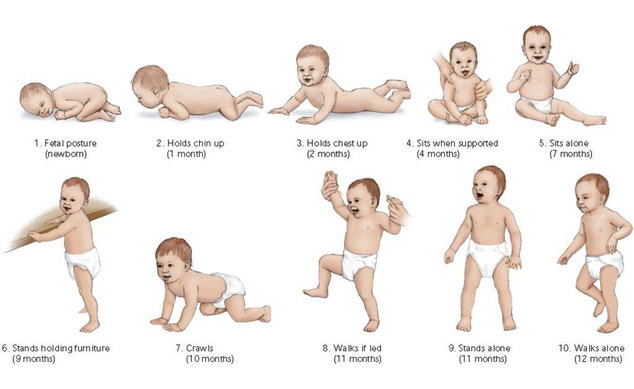 1. Fetal posture
(newborn)
2. Holds chin up
(1 month)
3. Holds chest up
(2 months)
4. Sits when supported
(4 months)
5. Sits alone
(7 months)
6. Stands holding furniture
(9 months)
7. Crawls
(10 months)
8. Walks if led
(11 months)
9. Stands alone
(11 months)
10. Walks alone
(12 months)